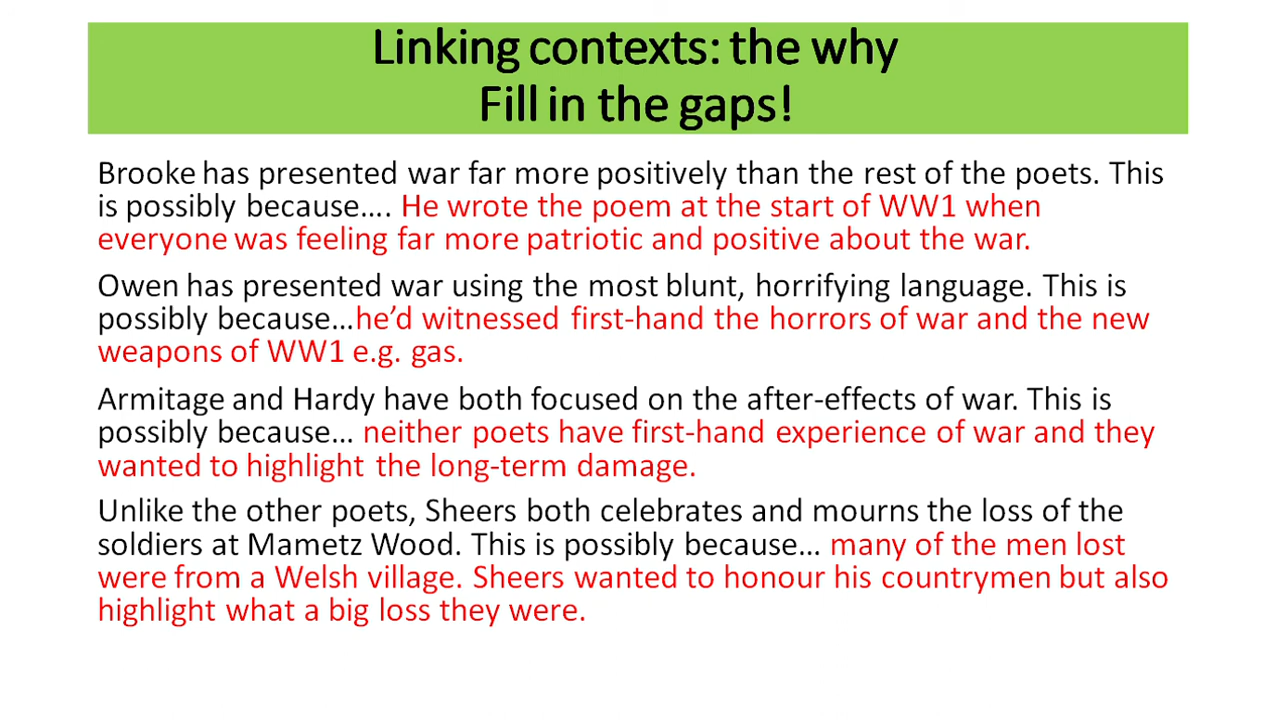 Linking contexts: the why
Fill in the gaps!
Brooke has presented war far more positively than the rest of the poets. This
is possibly because…. He wrote the poem at the start of WW1 when
everyone was feeling far more patriotic and positive about the war.
Owen has presented war using the most blunt, horrifying language. This is
possibly because…he’d witnessed first-hand the horrors of war and the new
weapons of WW1 e.g. gas.
Armitage and Hardy have both focused on the after-effects of war. This is
possibly because… neither poets have first-hand experience of war and they
wanted to highlight the long-term damage.
Unlike the other poets, Sheers both celebrates and mourns the loss of the
soldiers at Mametz Wood. This is possibly because… many of the men lost
were from a Welsh village. Sheers wanted to honour his countrymen but also
highlight what a big loss they were.